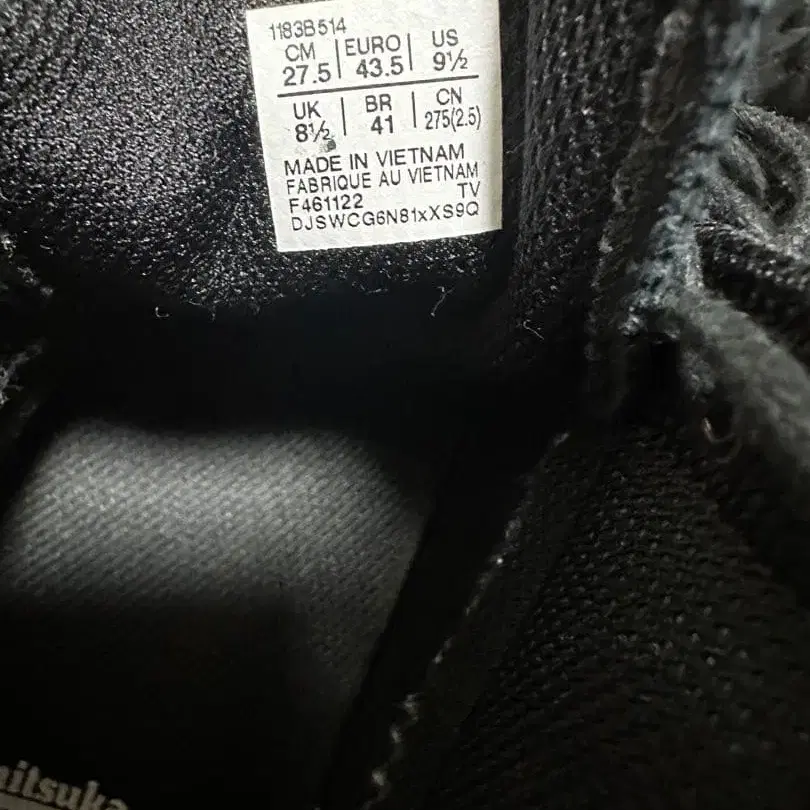 1183B514
CM | EURO | US
27.5 | 43.5 | 9½
UK | BR | CN
8½ | 41 | 275(2.5)
MADE IN VIETNAM
FABRIQUE AU VIETNAM
F461122 TV
DJSWCG6N81xXS9Q
nitsuka